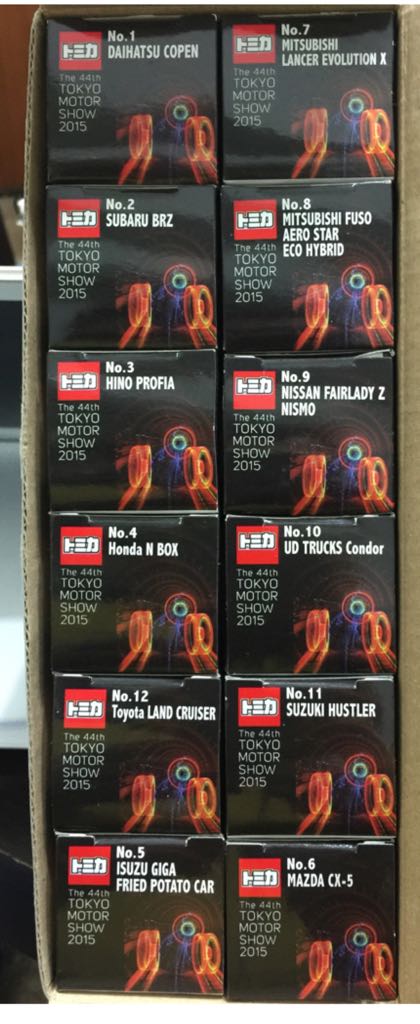 トミカ
No.1
DAIHATSU COPEN
The 44th
TOKYO
MOTOR
SHOW
2015
トミカ
No.7
MITSUBISHI
LANCER EVOLUTION X
The 44th
TOKYO
MOTOR
SHOW
2015
トミカ
No.2
SUBARU BRZ
The 44th
TOKYO
MOTOR
SHOW
2015
トミカ
No.8
MITSUBISHI FUSO
AERO STAR
ECO HYBRID
The 44th
TOKYO
MOTOR
SHOW
2015
トミカ
No.3
HINO PROFIA
The 44th
TOKYO
MOTOR
SHOW
2015
トミカ
No.9
NISSAN FAIRLADY Z
NISMO
The 44th
TOKYO
MOTOR
SHOW
2015
トミカ
No.4
Honda N BOX
The 44th
TOKYO
MOTOR
SHOW
2015
トミカ
No.10
UD TRUCKS Condor
The 44th
TOKYO
MOTOR
SHOW
2015
トミカ
No.12
Toyota LAND CRUISER
The 44th
TOKYO
MOTOR
SHOW
2015
トミカ
No.11
SUZUKI HUSTLER
The 44th
TOKYO
MOTOR
SHOW
2015
トミカ
No.5
ISUZU GIGA
FRIED POTATO CAR
The 44th
TOKYO
MOTOR
SHOW
2015
トミカ
No.6
MAZDA CX-5
The 44th
TOKYO
MOTOR
SHOW
2015